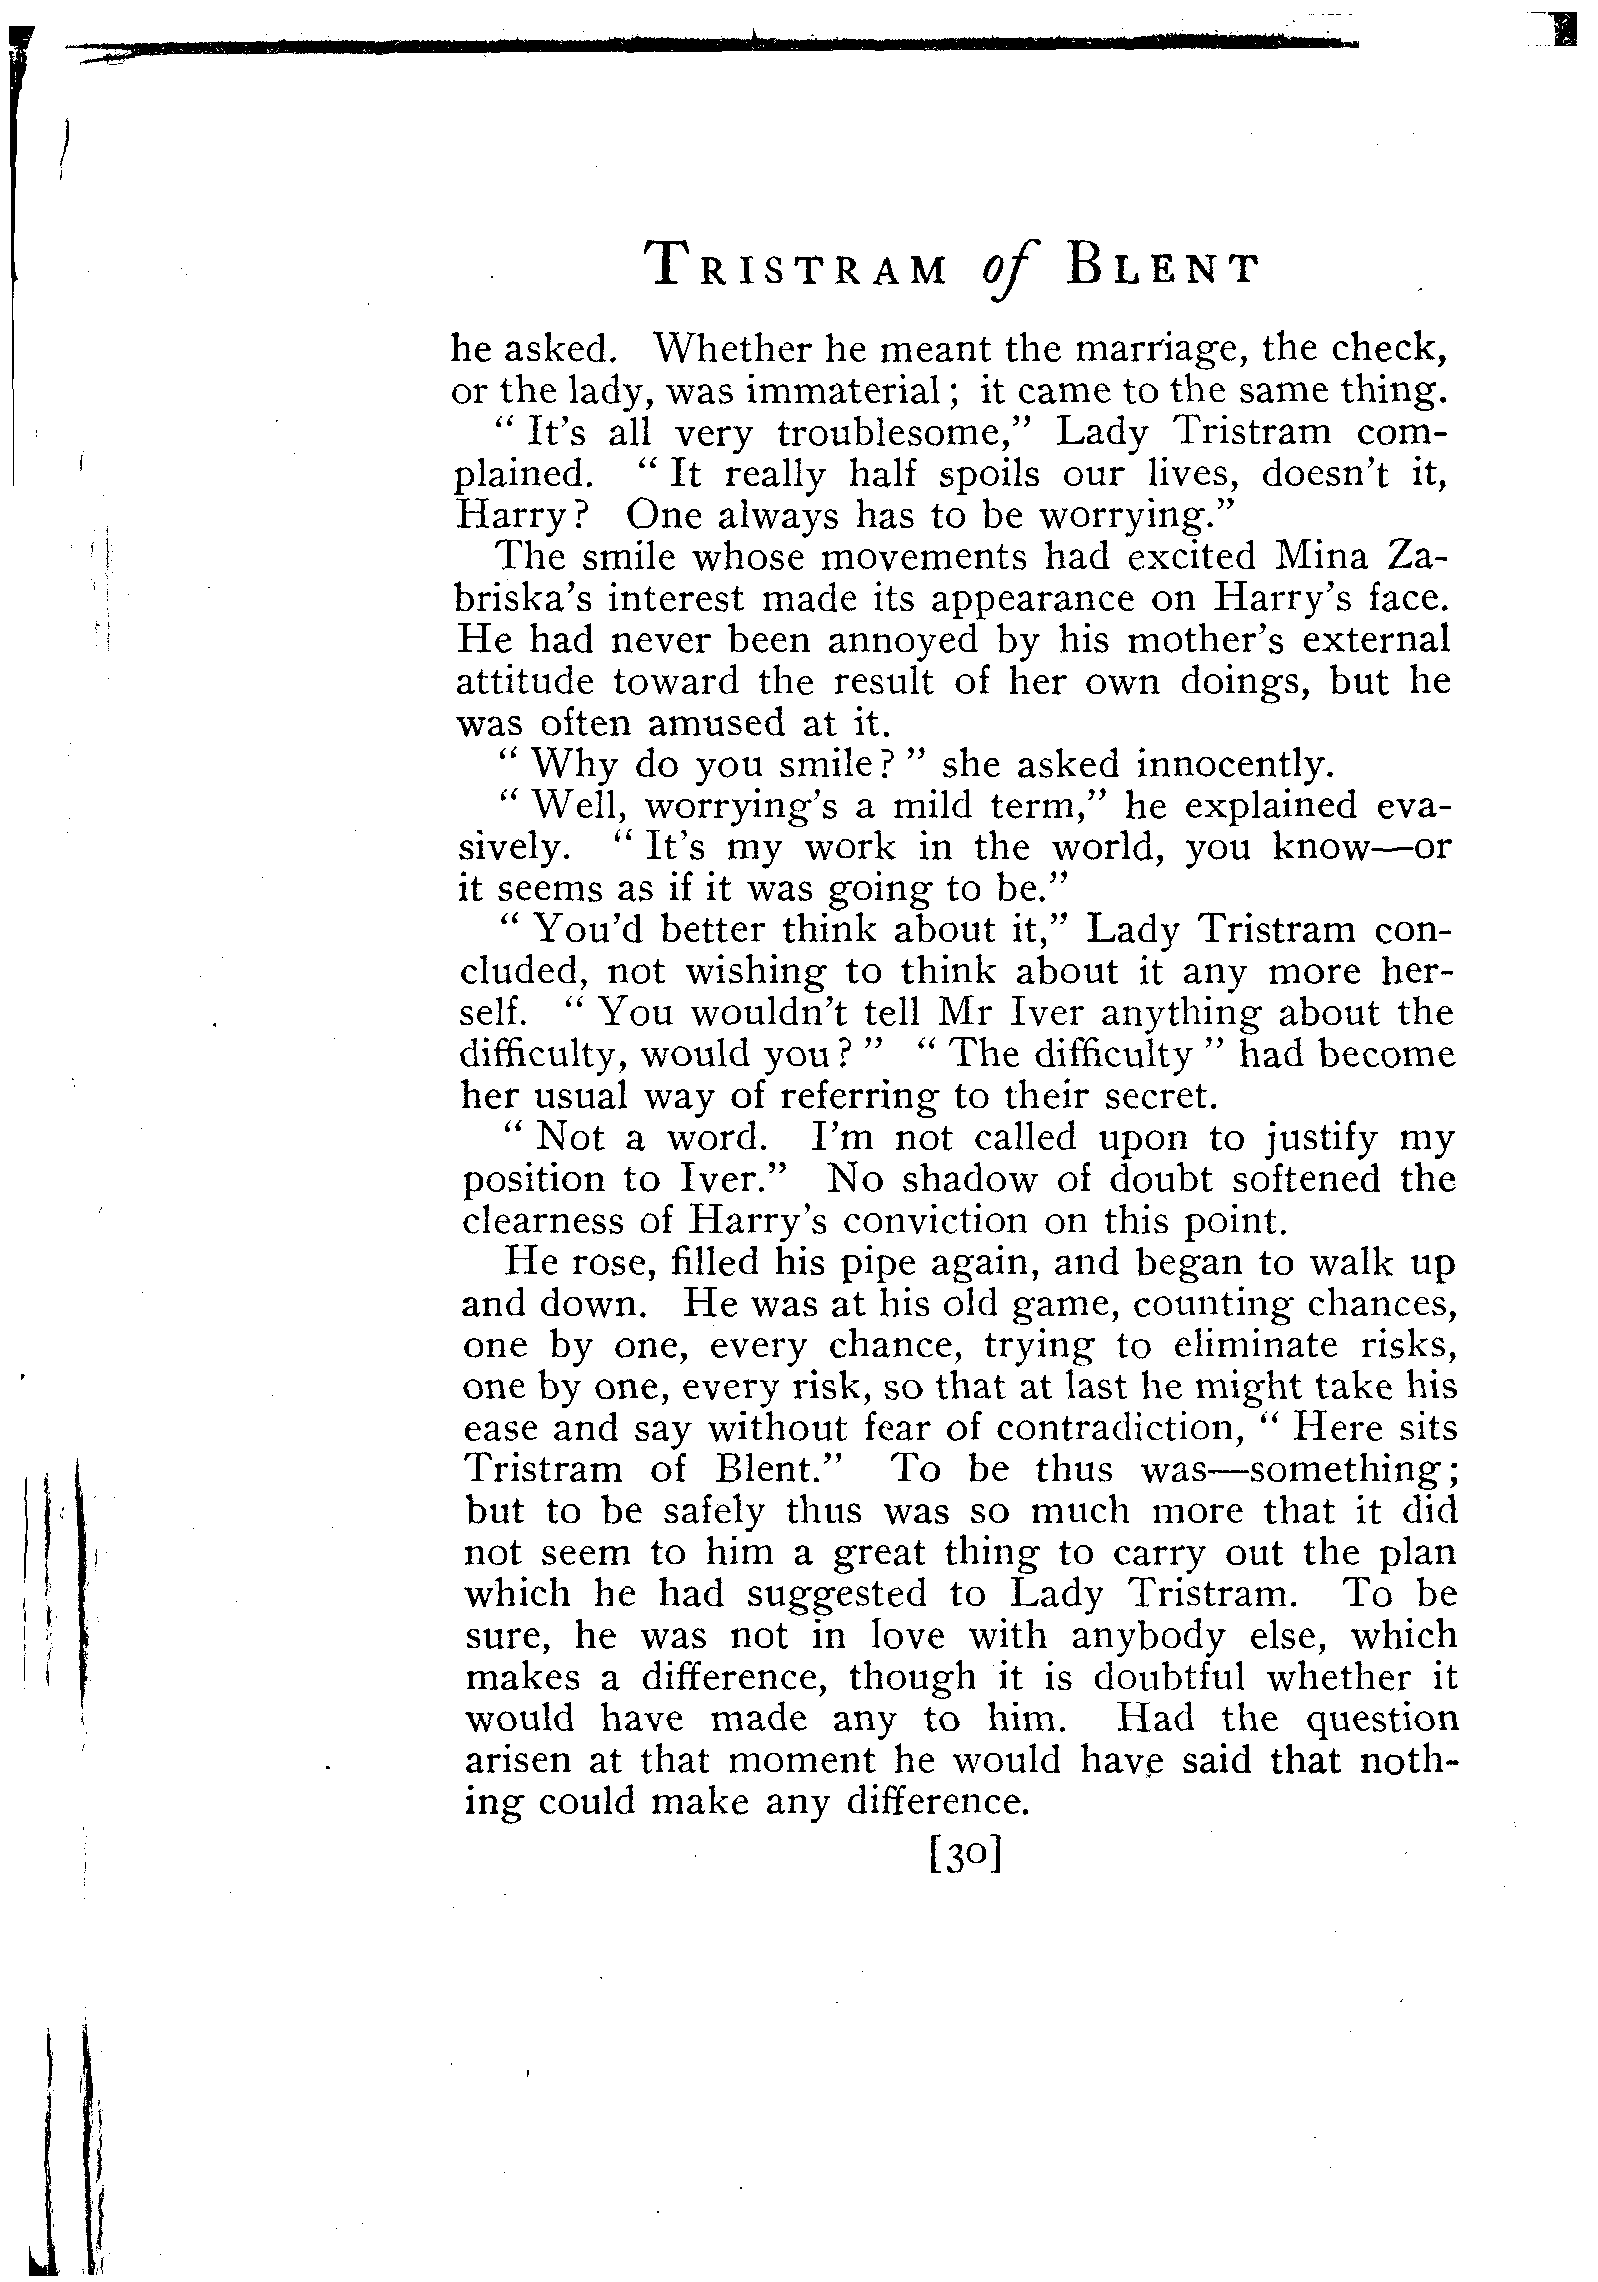 TRISTRAM of BLENT
he asked. Whether he meant the marriage, the check,
or the lady, was immaterial; it came to the same thing.
“ It's all very troublesome,” Lady Tristram com-
plained. “ It really half spoils our lives, doesn't it,
Harry? One always has to be worrying.”
The smile whose movements had excited Mina Za-
briska's interest made its appearance on Harry's face.
He had never been annoyed by his mother's external
attitude toward the result of her own doings, but he
was often amused at it.
“ Why do you smile? ” she asked innocently.
“ Well, worrying's a mild term,” he explained eva-
sively. “ It's my work in the world, you know—or
it seems as if it was going to be.”
“ You'd better think about it,” Lady Tristram con-
cluded, not wishing to think about it any more her-
self. “ You wouldn't tell Mr Iver anything about the
difficulty, would you? ” “ The difficulty ” had become
her usual way of referring to their secret.
“ Not a word. I'm not called upon to justify my
position to Iver.” No shadow of doubt softened the
clearness of Harry's conviction on this point.
He rose, filled his pipe again, and began to walk up
and down. He was at his old game, counting chances,
one by one, every chance, trying to eliminate risks,
one by one, every risk, so that at last he might take his
ease and say without fear of contradiction, “ Here sits
Tristram of Blent.” To be thus was—something;
but to be safely thus was so much more that it did
not seem to him a great thing to carry out the plan
which he had suggested to Lady Tristram. To be
sure, he was not in love with anybody else, which
makes a difference, though it is doubtful whether it
would have made any to him. Had the question
arisen at that moment he would have said that noth-
ing could make any difference.
[30]